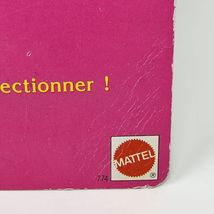 ectionner !
MATTEL
®
774